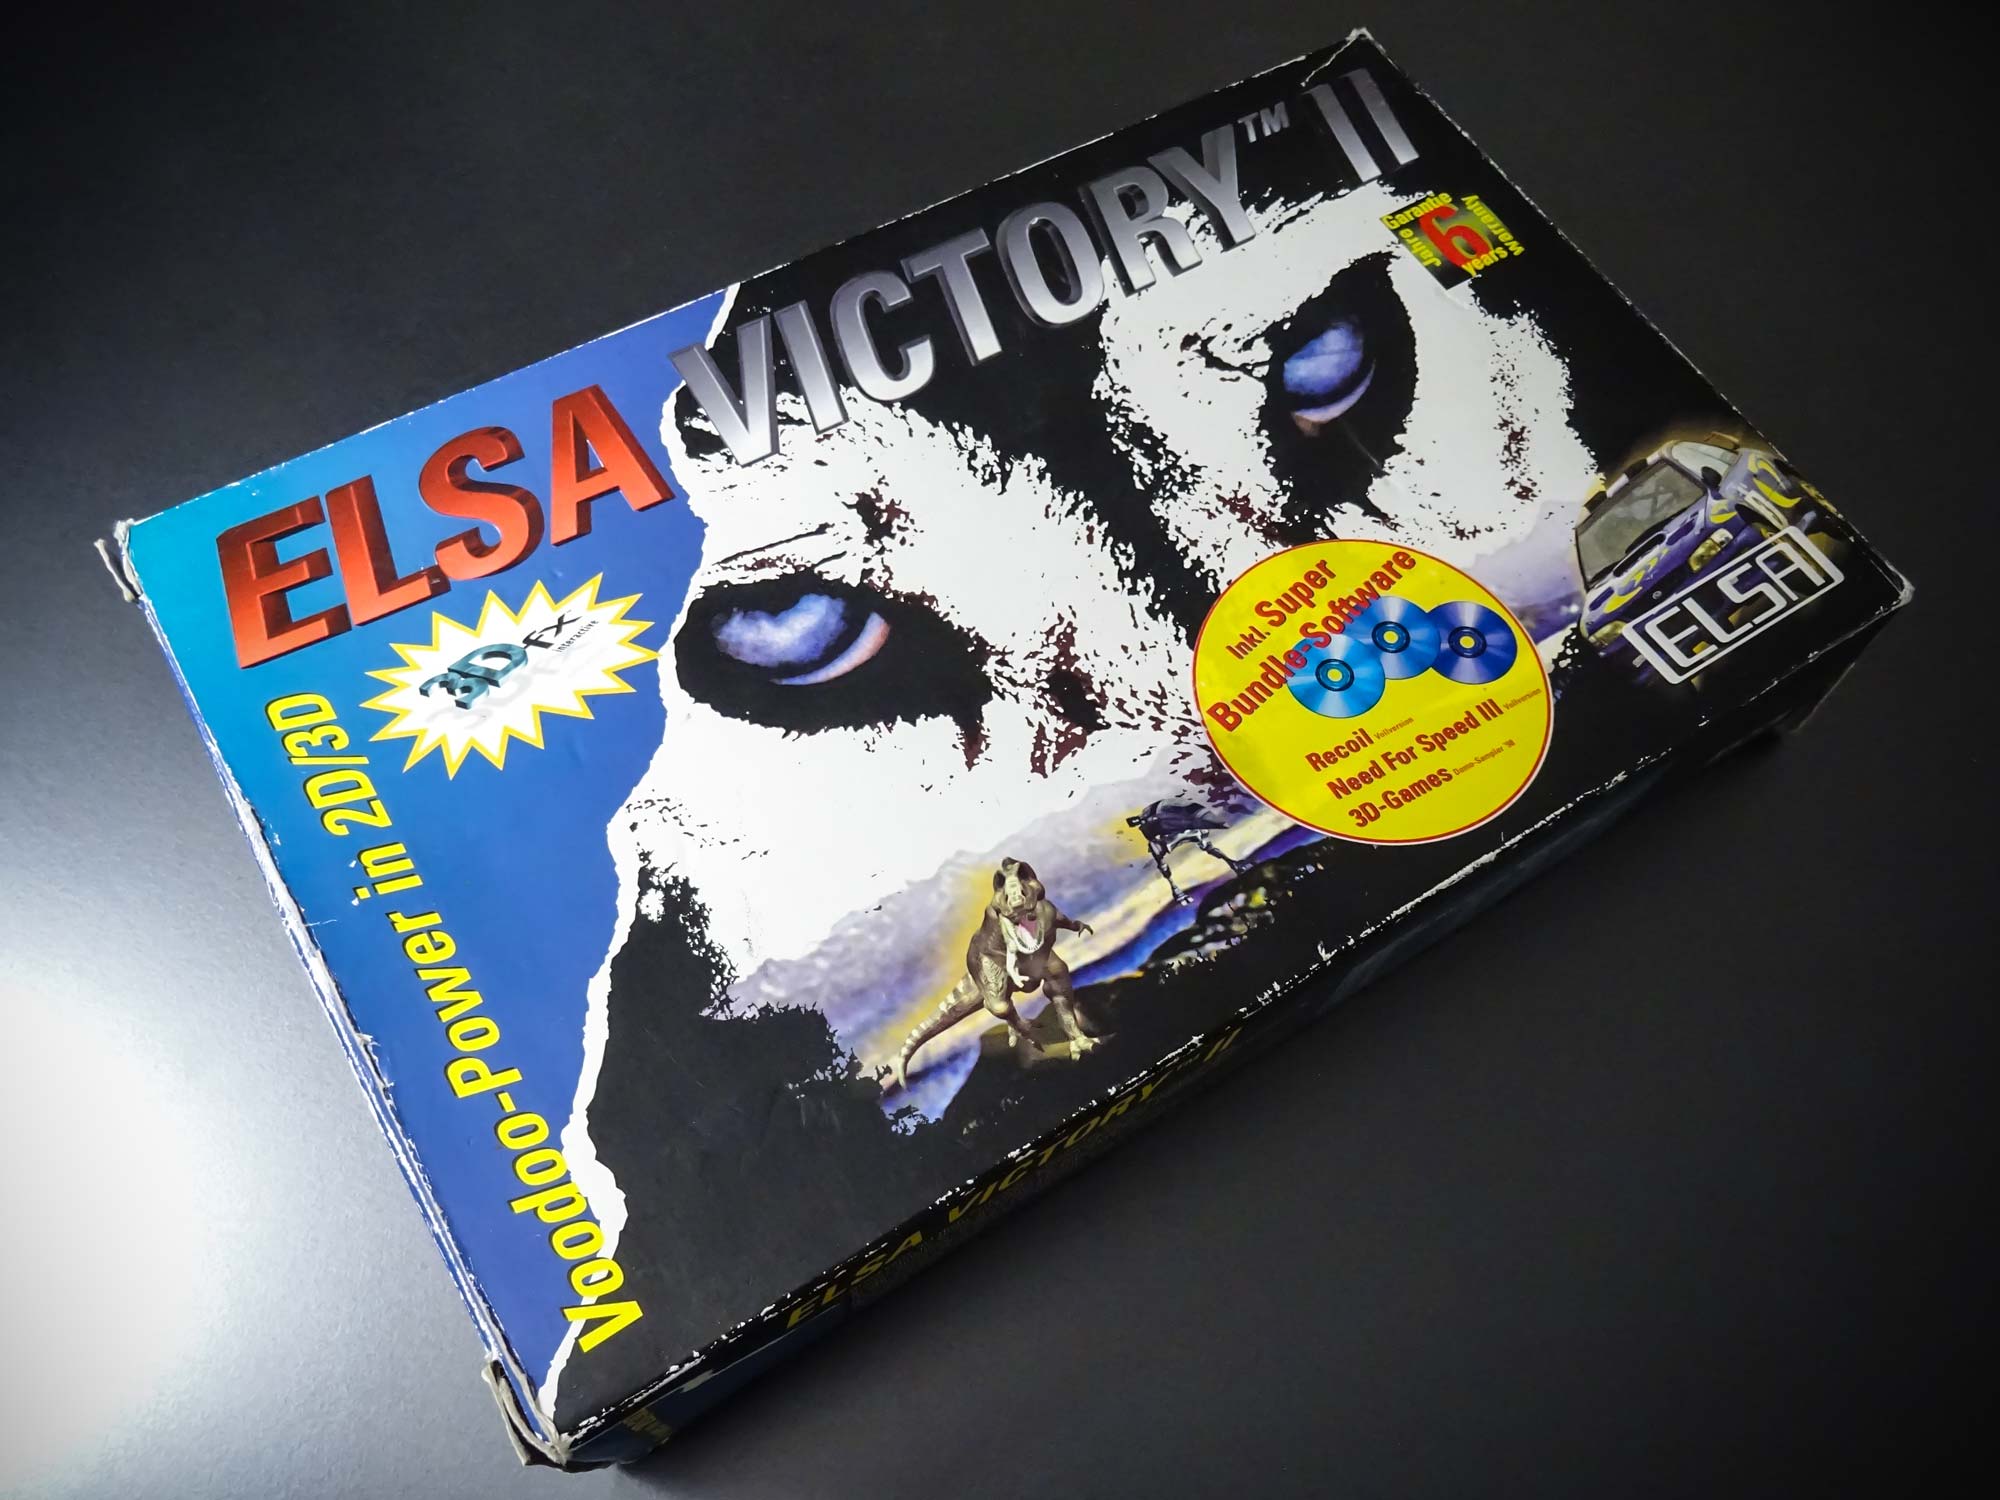 ELSA VICTORY™ II
6
Jahre Garantie
years warranty
3Dfx
interactive
Voodoo-Power in 2D/3D
Inkl. Super
Bundle-Software
Recoil Vollversion
Need For Speed III Vollversion
3D-Games Demo-Sampler '98
ELSA
ELSA VICTORY™ II